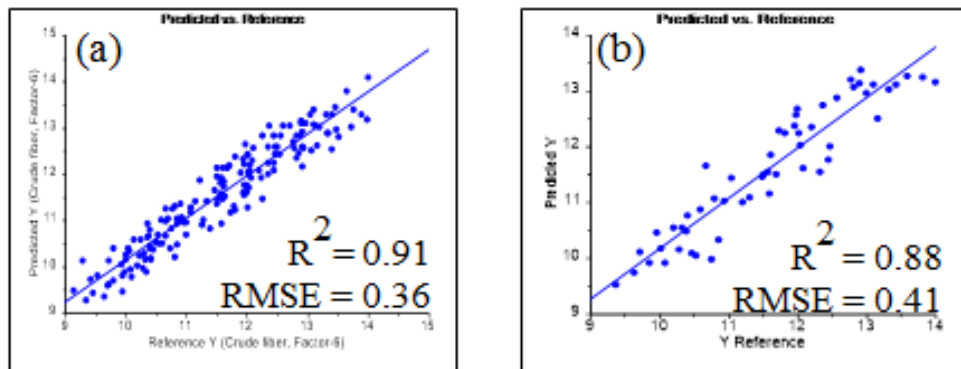 Predicted vs. Reference
(a)
Predicted Y (Crude fiber, Factor-6)
15
14
13
12
11
10
9
R2 = 0.91
RMSE = 0.36
9 10 11 12 13 14 15
Reference Y (Crude fiber, Factor-6)
Predicted vs. Reference
(b)
Predicted Y
14
13
12
11
10
9
R2 = 0.88
RMSE = 0.41
9 10 11 12 13 14
Y Reference